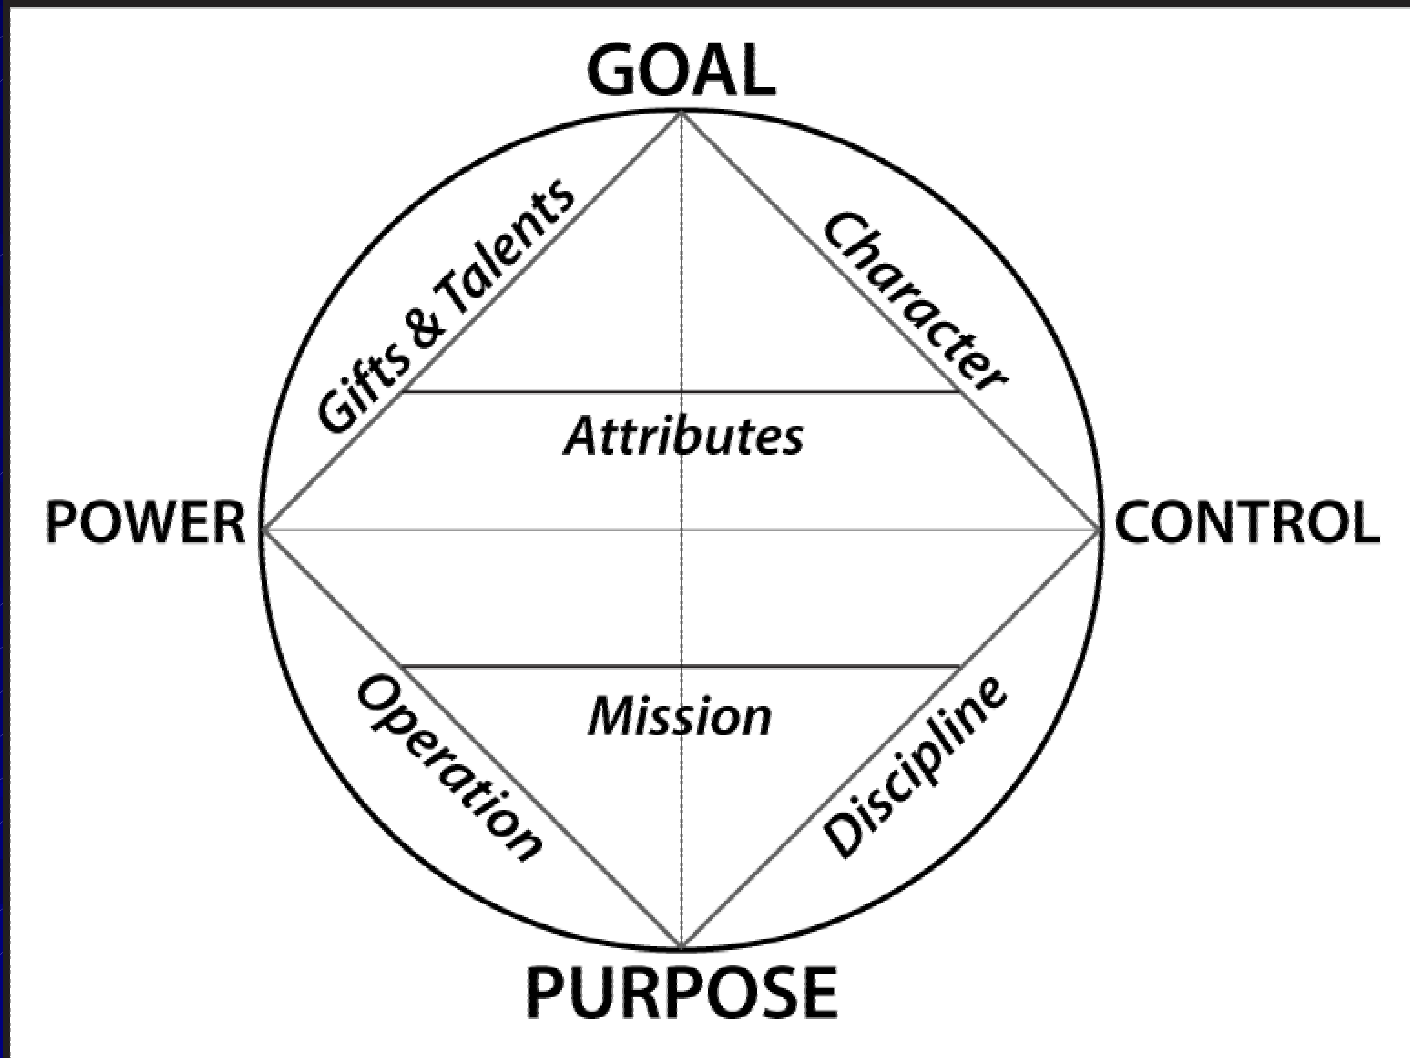 GOAL
Gifts & Talents
Character
Attributes
POWER
CONTROL
Mission
Operation
Discipline
PURPOSE